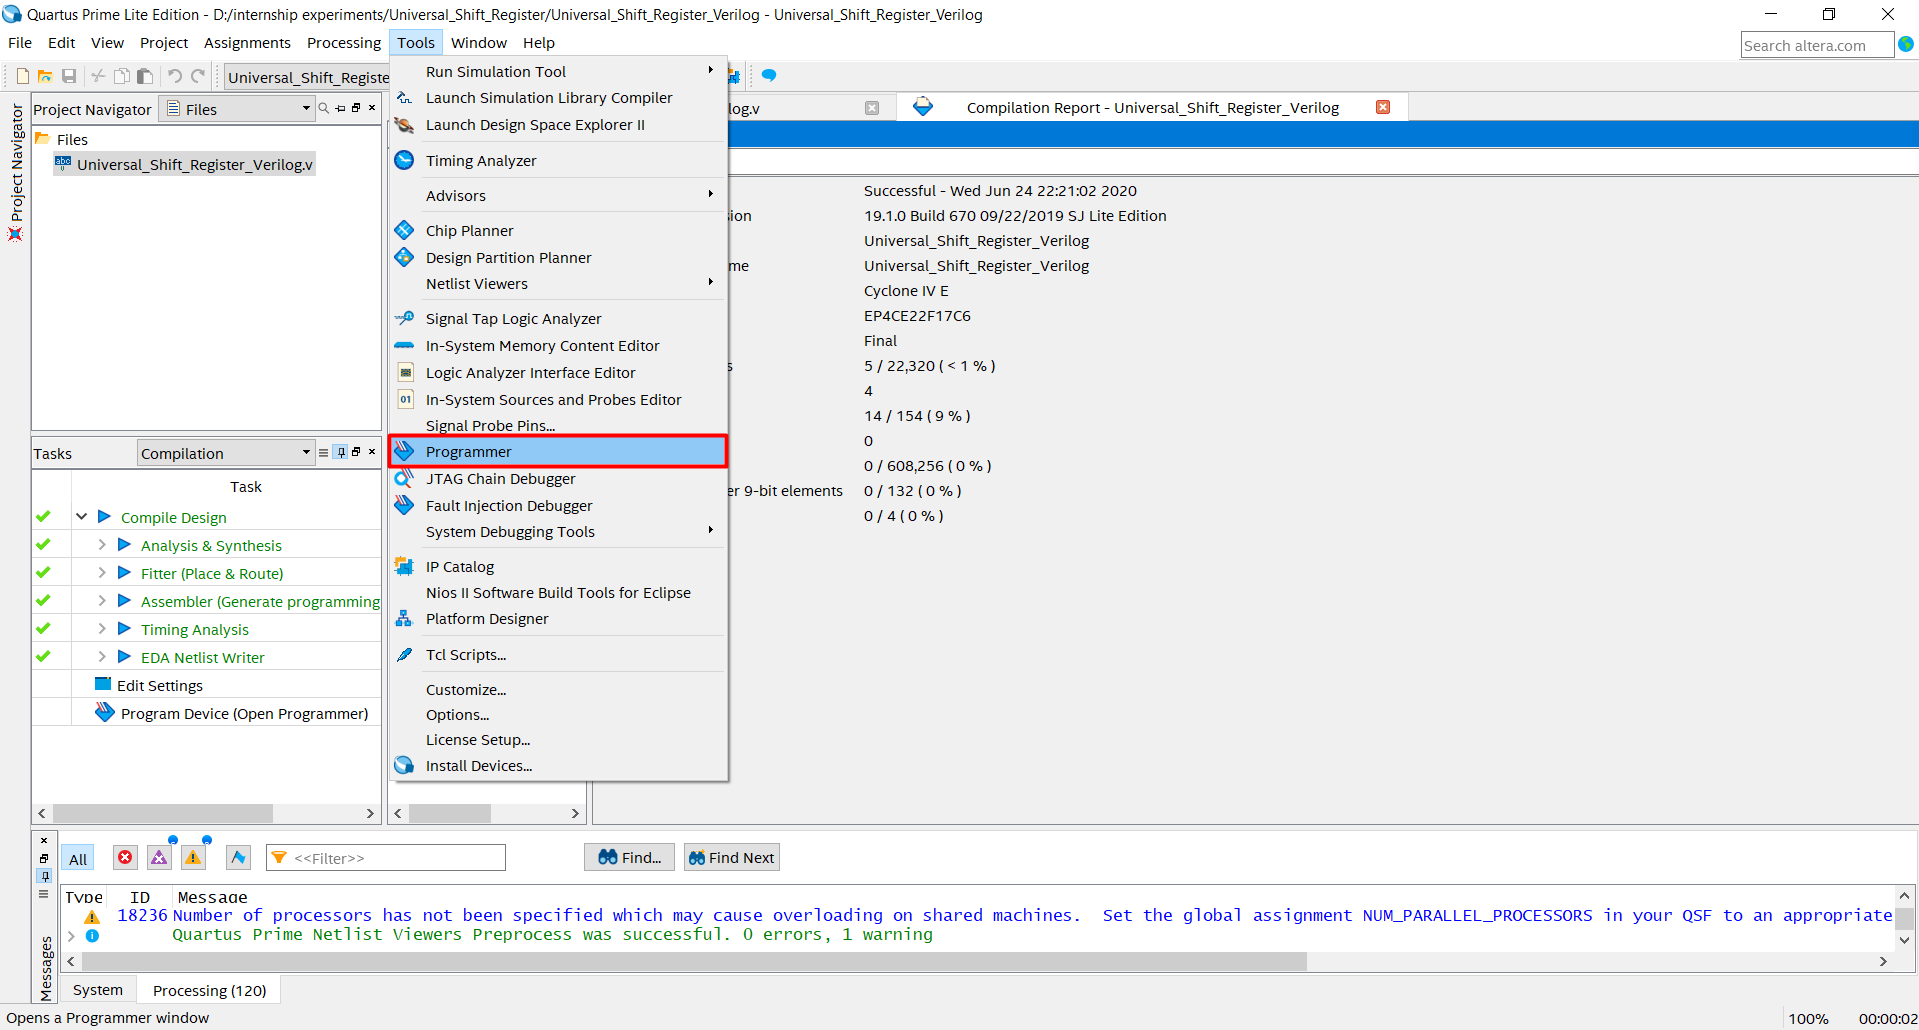 Quartus Prime Lite Edition - D:/internship experiments/Universal_Shift_Register/Universal_Shift_Register_Verilog - Universal_Shift_Register_Verilog
File Edit View Project Assignments Processing Tools Window Help
Search altera.com
Universal_Shift_Registe
Project Navigator
Project Navigator Files
Files
Universal_Shift_Register_Verilog.v
Tasks Compilation
Task
Compile Design
Analysis & Synthesis
Fitter (Place & Route)
Assembler (Generate programming
Timing Analysis
EDA Netlist Writer
Edit Settings
Program Device (Open Programmer)
Run Simulation Tool
Launch Simulation Library Compiler
Launch Design Space Explorer II
Timing Analyzer
Advisors
Chip Planner
Design Partition Planner
Netlist Viewers
Signal Tap Logic Analyzer
In-System Memory Content Editor
Logic Analyzer Interface Editor
In-System Sources and Probes Editor
Signal Probe Pins...
Programmer
JTAG Chain Debugger
Fault Injection Debugger
System Debugging Tools
IP Catalog
Nios II Software Build Tools for Eclipse
Platform Designer
Tcl Scripts...
Customize...
Options...
License Setup...
Install Devices...
log.v Compilation Report - Universal_Shift_Register_Verilog
Successful - Wed Jun 24 22:21:02 2020
ion 19.1.0 Build 670 09/22/2019 SJ Lite Edition
Universal_Shift_Register_Verilog
me Universal_Shift_Register_Verilog
Cyclone IV E
EP4CE22F17C6
Final
s 5 / 22,320 ( < 1 % )
4
14 / 154 ( 9 % )
0
0 / 608,256 ( 0 % )
er 9-bit elements 0 / 132 ( 0 % )
0 / 4 ( 0 % )
Messages
All <<Filter>> Find... Find Next
Type ID Message
18236 Number of processors has not been specified which may cause overloading on shared machines. Set the global assignment NUM_PARALLEL_PROCESSORS in your QSF to an appropriate
Quartus Prime Netlist Viewers Preprocess was successful. 0 errors, 1 warning
System Processing (120)
Opens a Programmer window 100% 00:00:02